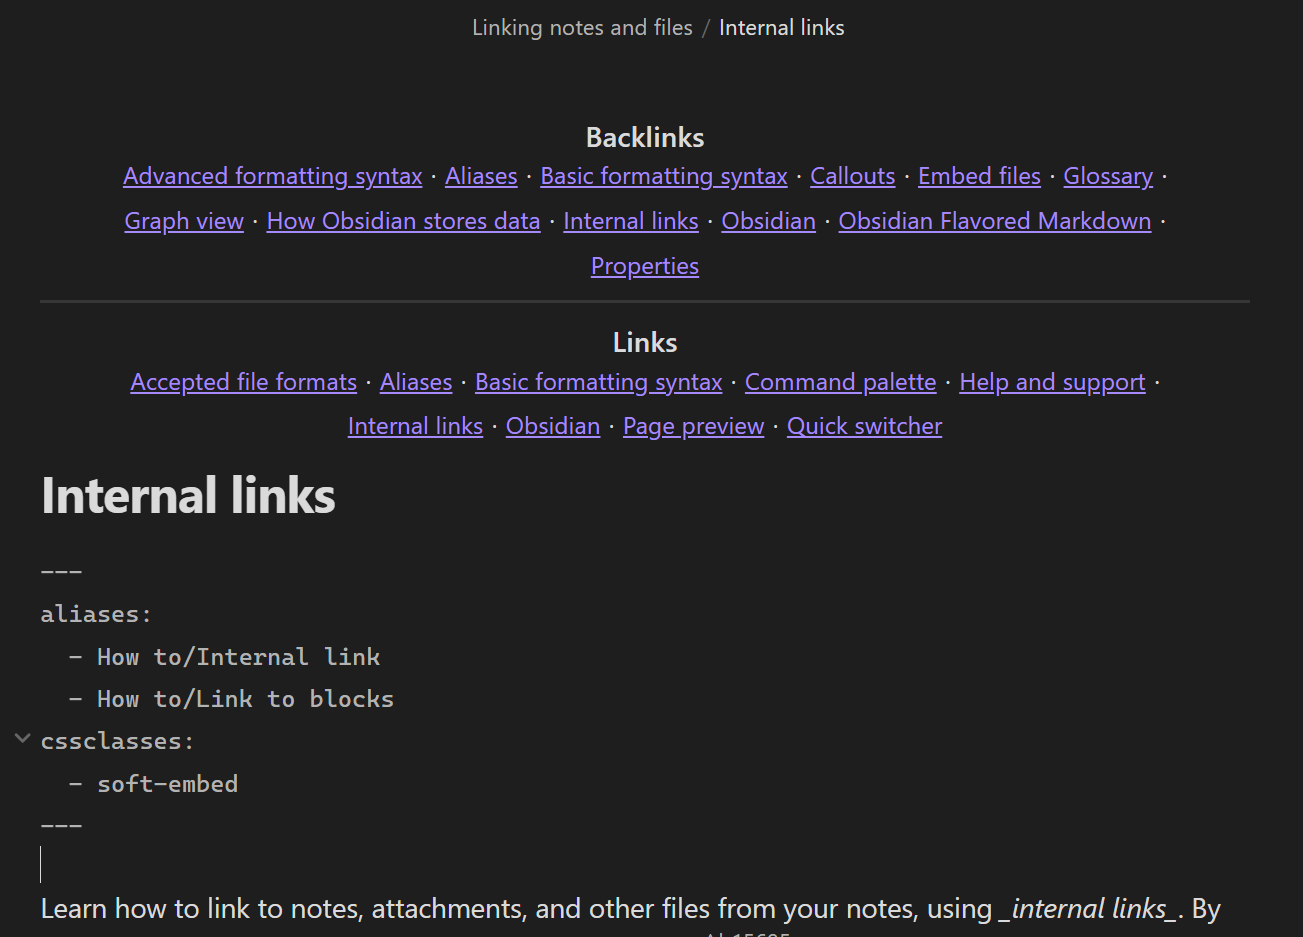 Linking notes and files / Internal links
Backlinks
Advanced formatting syntax · Aliases · Basic formatting syntax · Callouts · Embed files · Glossary ·
Graph view · How Obsidian stores data · Internal links · Obsidian · Obsidian Flavored Markdown ·
Properties
Links
Accepted file formats · Aliases · Basic formatting syntax · Command palette · Help and support ·
Internal links · Obsidian · Page preview · Quick switcher
Internal links
---
aliases:
  - How to/Internal link
  - How to/Link to blocks
cssclasses:
  - soft-embed
---
Learn how to link to notes, attachments, and other files from your notes, using _internal links_. By